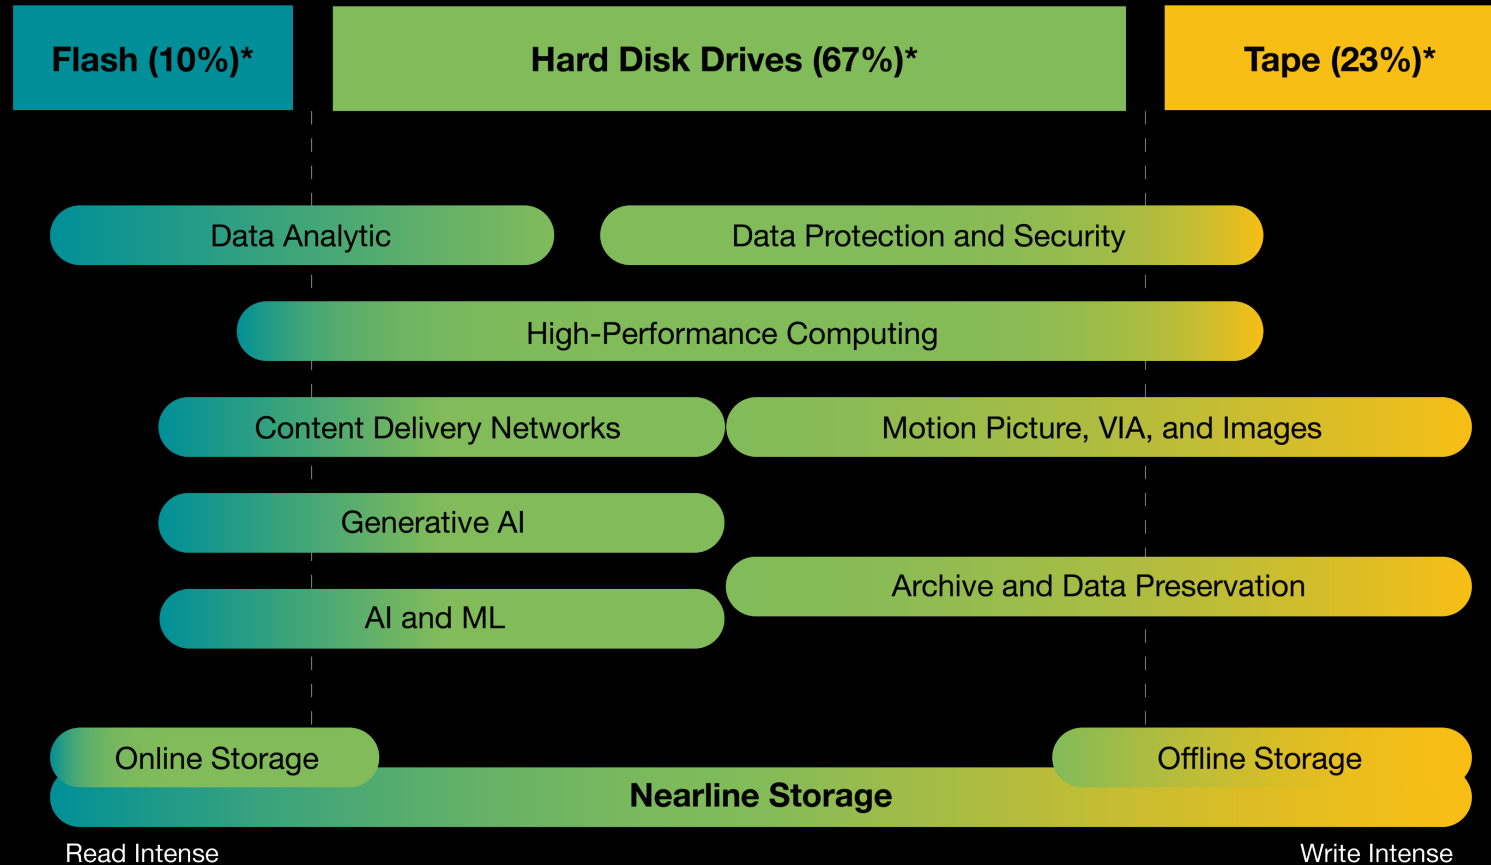 Flash (10%)*
Hard Disk Drives (67%)*
Tape (23%)*
Data Analytic
Data Protection and Security
High-Performance Computing
Content Delivery Networks
Motion Picture, VIA, and Images
Generative AI
Archive and Data Preservation
AI and ML
Online Storage
Offline Storage
Nearline Storage
Read Intense
Write Intense